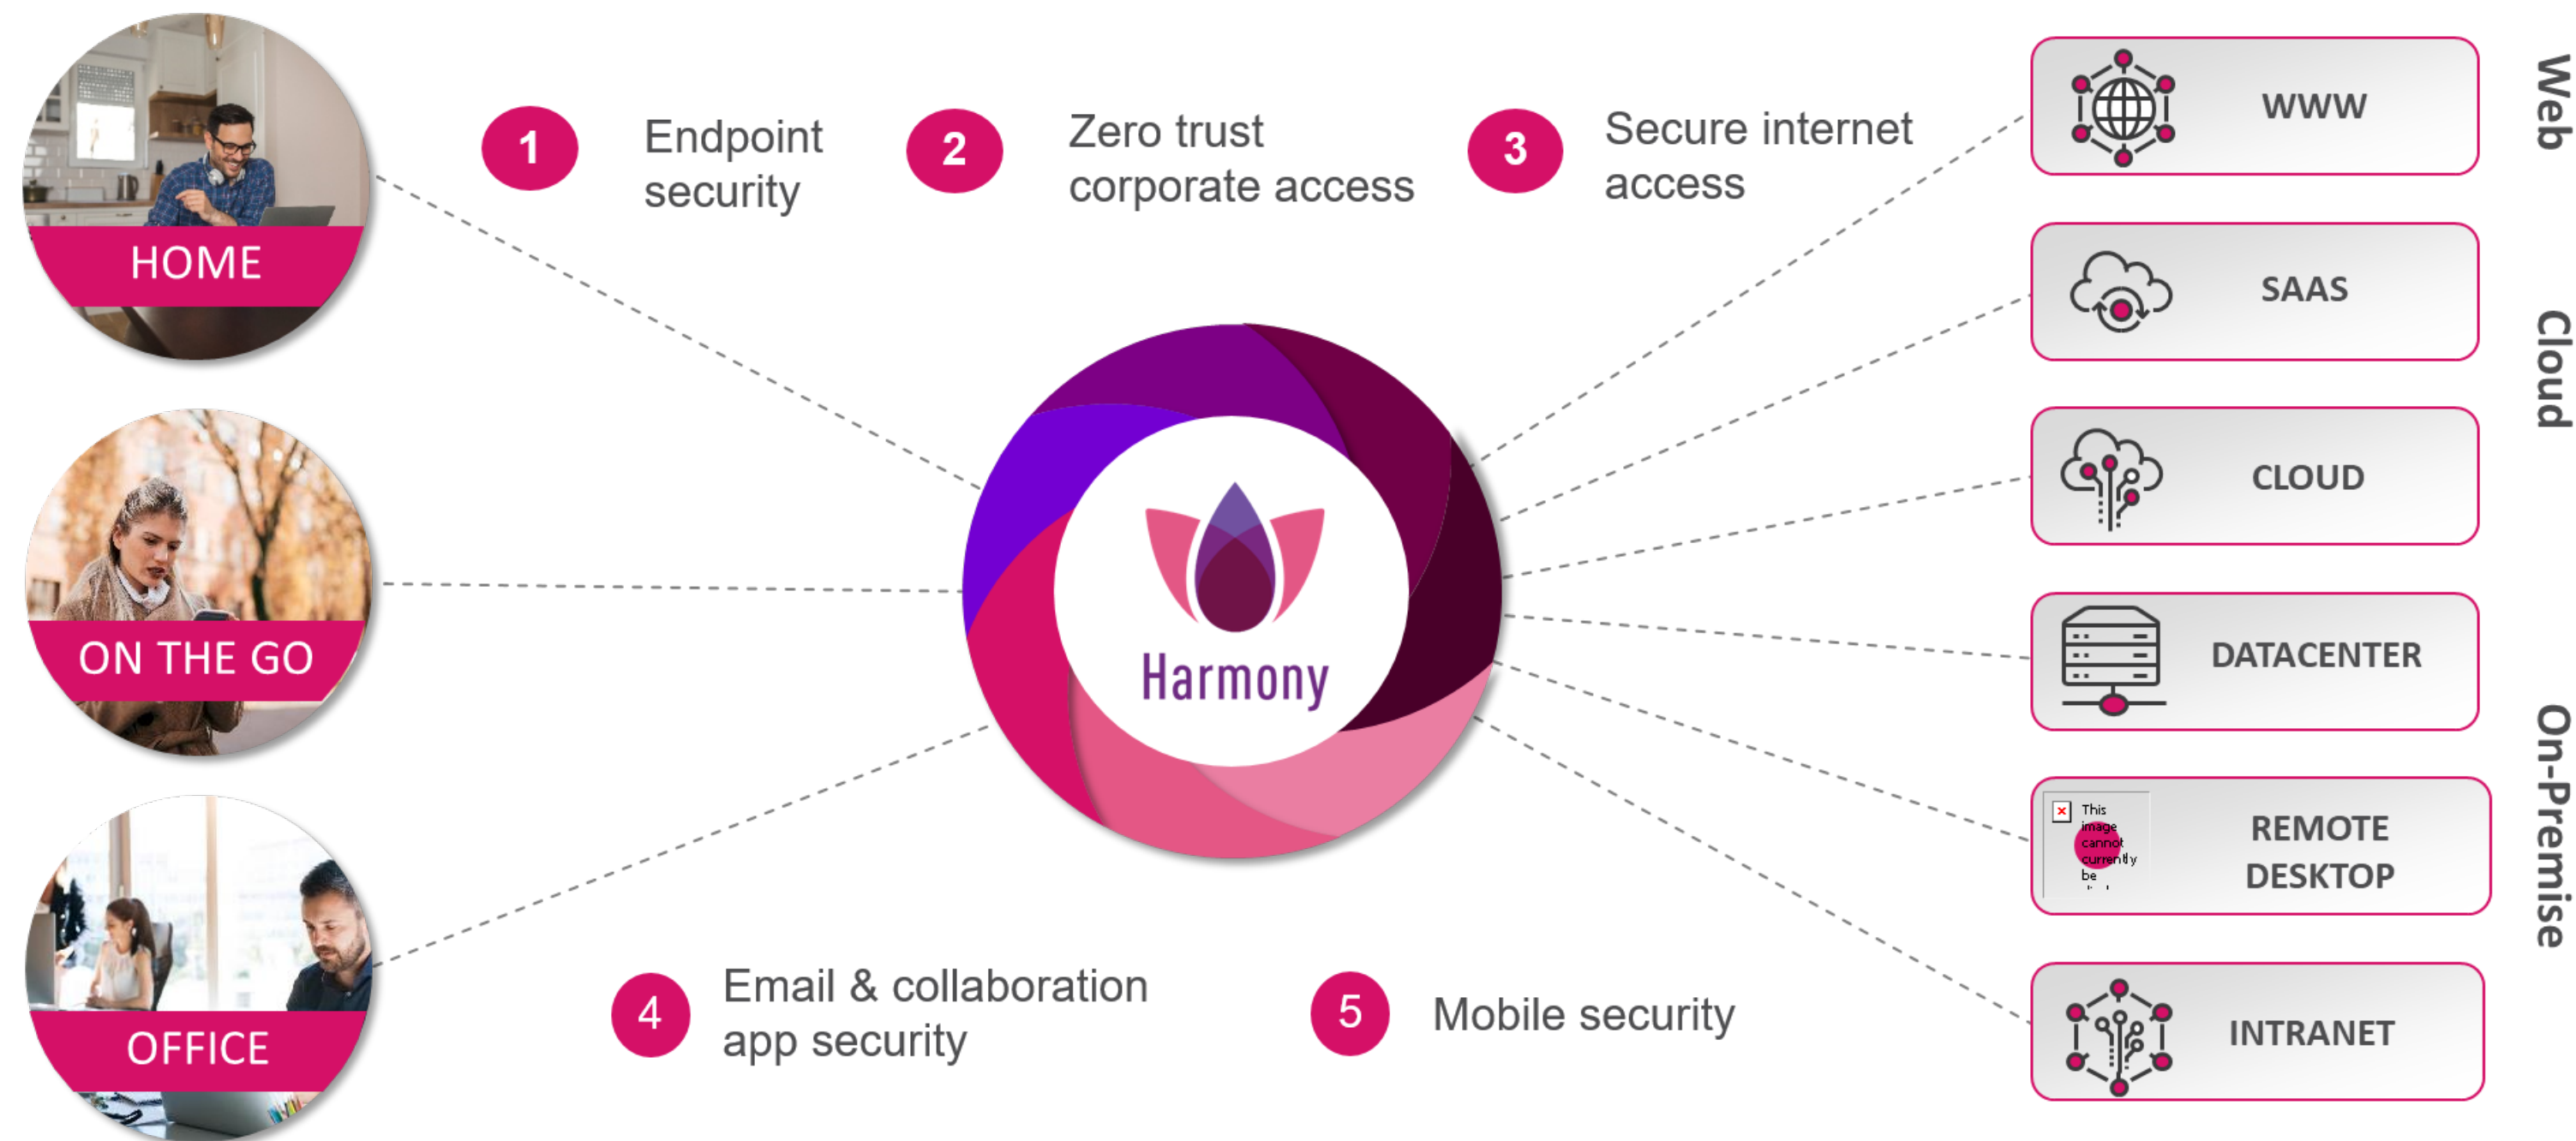 HOME
ON THE GO
OFFICE
1
Endpoint
security
2
Zero trust
corporate access
3
Secure internet
access
Harmony
4
Email & collaboration
app security
5
Mobile security
WWW
SAAS
CLOUD
DATACENTER
This
image
cannot
currently
be
REMOTE
DESKTOP
INTRANET
Web
Cloud
On-Premise